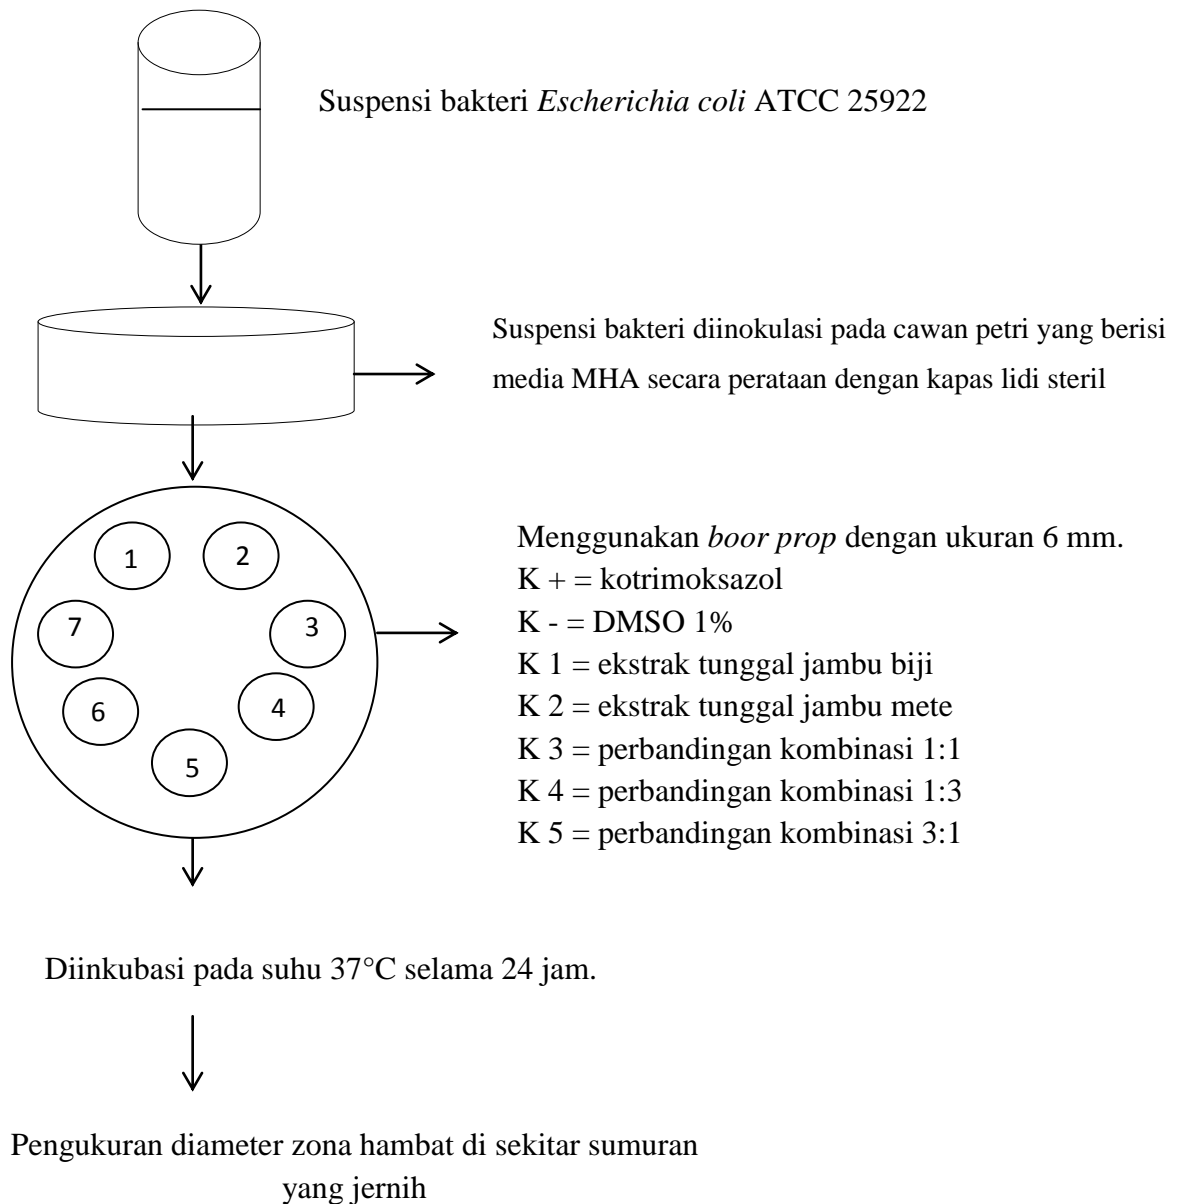 Suspensi bakteri Escherichia coli ATCC 25922
Suspensi bakteri diinokulasi pada cawan petri yang berisi
media MHA secara perataan dengan kapas lidi steril
1
2
7
3
6
4
5
Menggunakan boor prop dengan ukuran 6 mm.
K + = kotrimoksazol
K - = DMSO 1%
K 1 = ekstrak tunggal jambu biji
K 2 = ekstrak tunggal jambu mete
K 3 = perbandingan kombinasi 1:1
K 4 = perbandingan kombinasi 1:3
K 5 = perbandingan kombinasi 3:1
Diinkubasi pada suhu 37°C selama 24 jam.
Pengukuran diameter zona hambat di sekitar sumuran
yang jernih